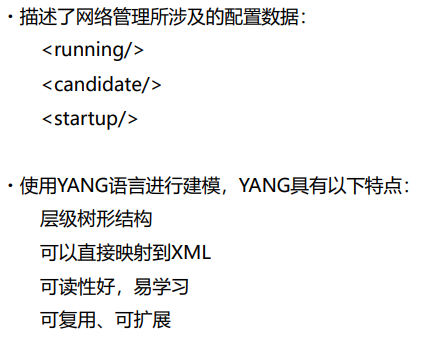 · 描述了网络管理所涉及的配置数据：
<running/>
<candidate/>
<startup/>
· 使用YANG语言进行建模，YANG具有以下特点：
层级树形结构
可以直接映射到XML
可读性好，易学习
可复用、可扩展